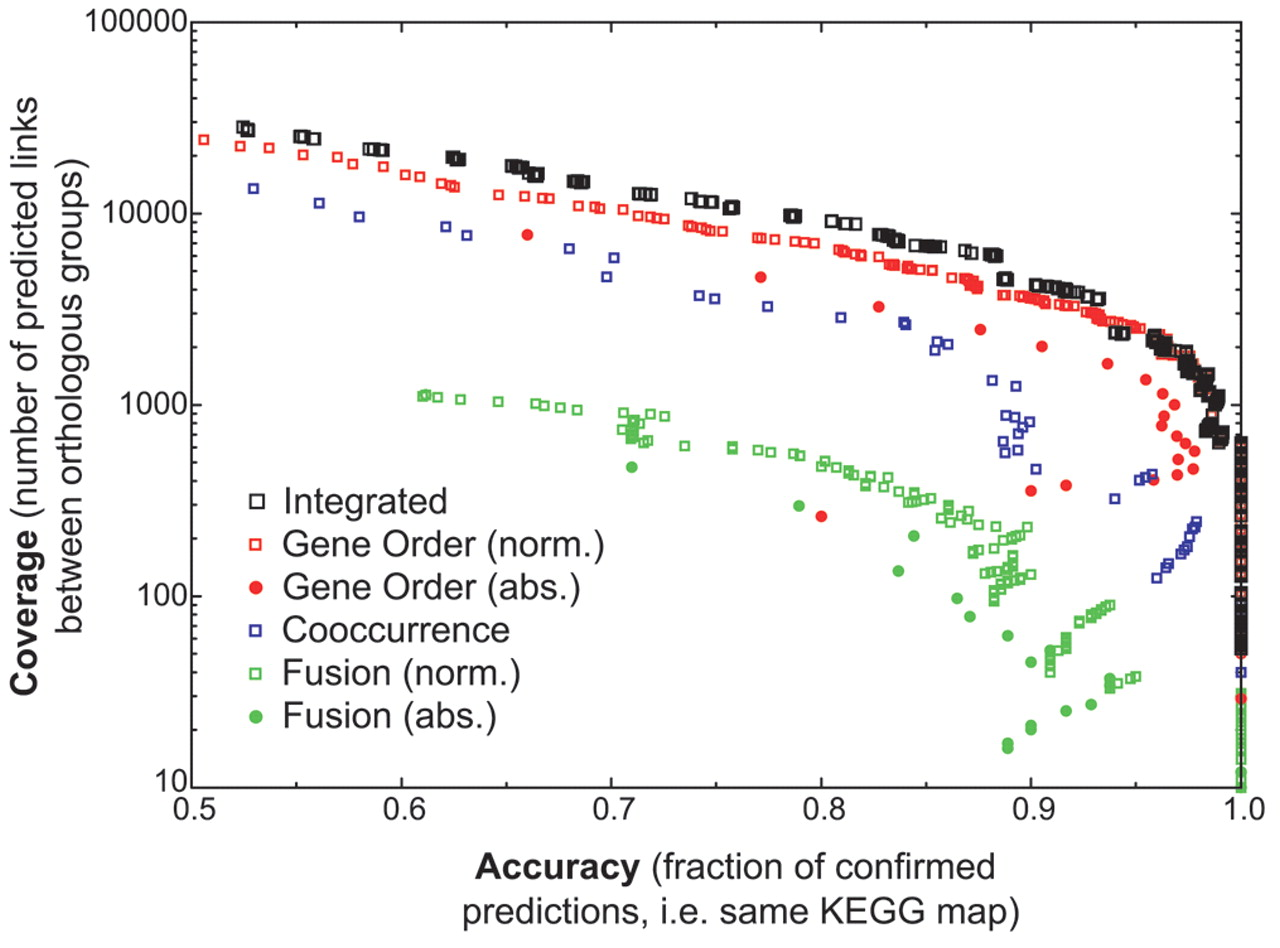 Coverage (number of predicted links
between orthologous groups)
100000
10000
1000
100
10
Integrated
Gene Order (norm.)
Gene Order (abs.)
Cooccurrence
Fusion (norm.)
Fusion (abs.)
0.5 0.6 0.7 0.8 0.9 1.0
Accuracy (fraction of confirmed
predictions, i.e. same KEGG map)